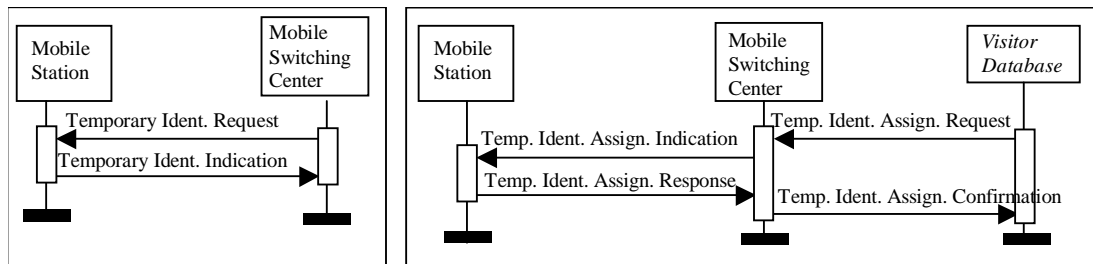 Mobile
Station
Mobile
Switching
Center
Temporary Ident. Request
Temporary Ident. Indication
Mobile
Station
Mobile
Switching
Center
Visitor
Database
Temp. Ident. Assign. Request
Temp. Ident. Assign. Indication
Temp. Ident. Assign. Response
Temp. Ident. Assign. Confirmation